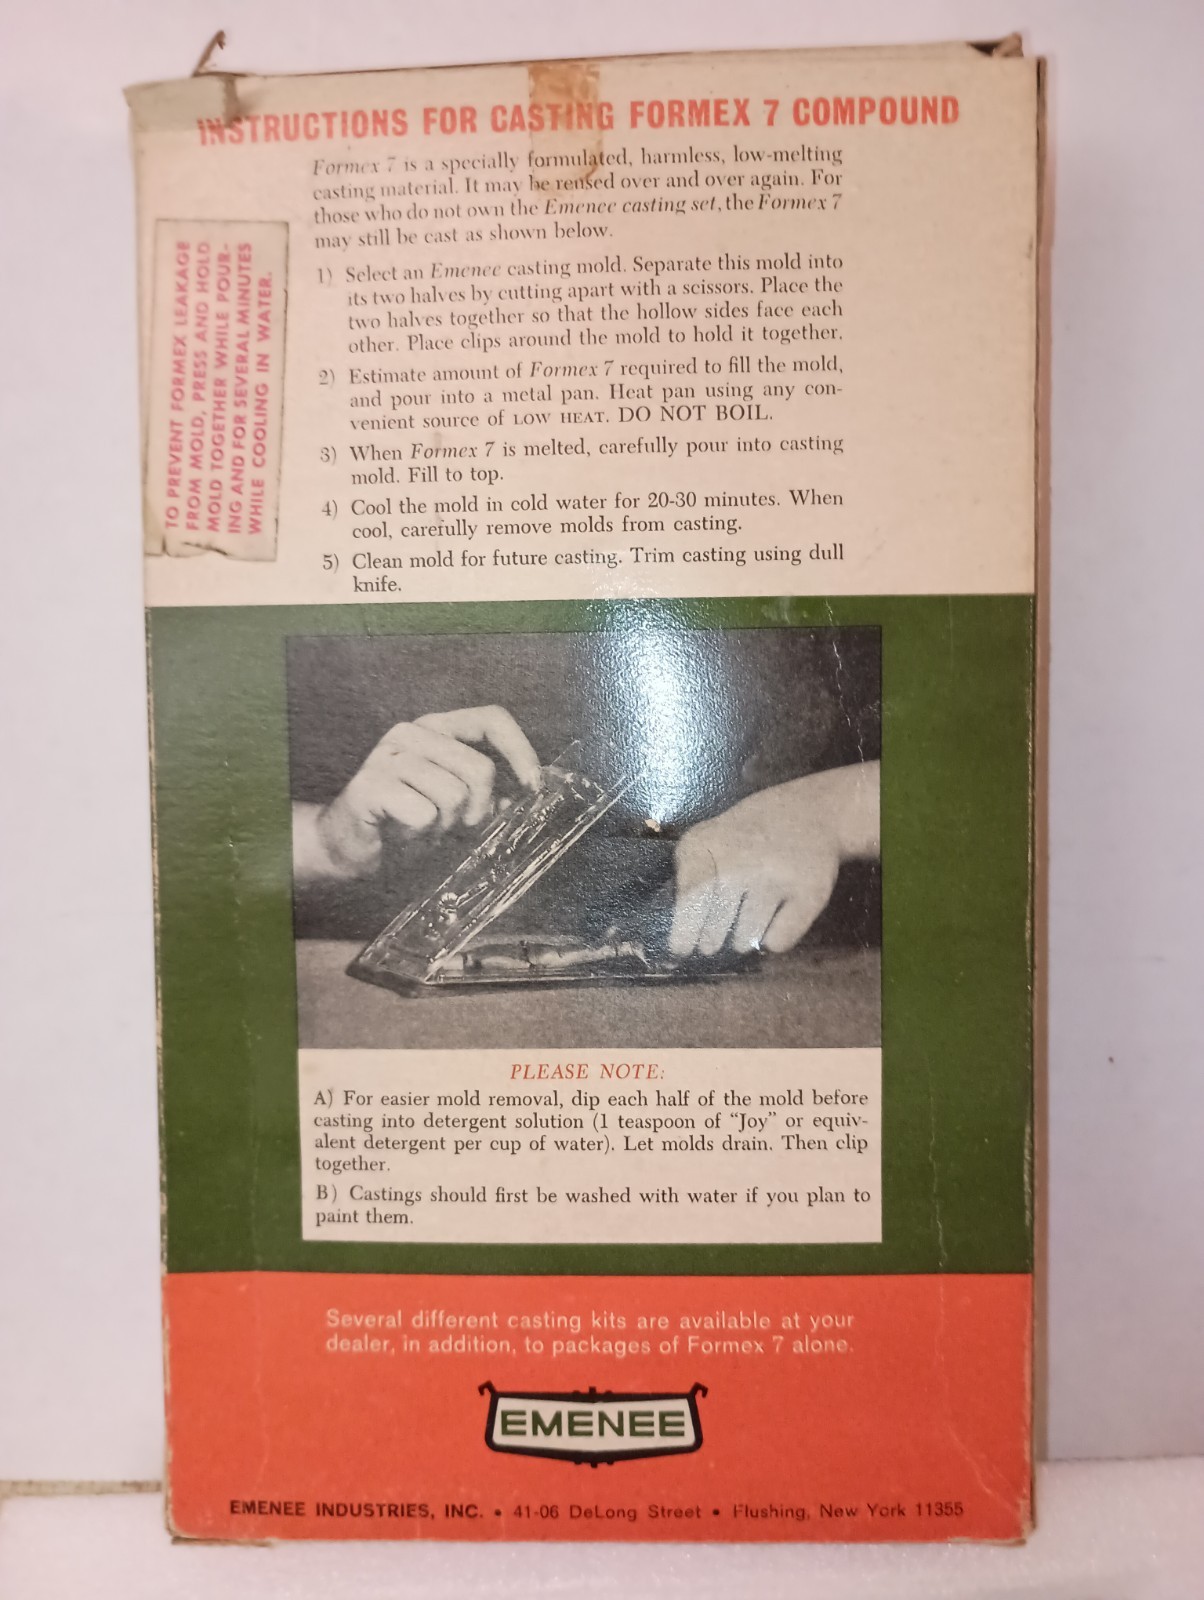 INSTRUCTIONS FOR CASTING FORMEX 7 COMPOUND
Formex 7 is a specially formulated, harmless, low-melting
casting material. It may be reused over and over again. For
those who do not own the Emenee casting set, the Formex 7
may still be cast as shown below.
TO PREVENT FORMEX LEAKAGE
FROM MOLD, PRESS AND HOLD
MOLD TOGETHER WHILE POUR-
ING AND FOR SEVERAL MINUTES
WHILE COOLING IN WATER.
1) Select an Emenee casting mold. Separate this mold into
its two halves by cutting apart with a scissors. Place the
two halves together so that the hollow sides face each
other. Place clips around the mold to hold it together.
2) Estimate amount of Formex 7 required to fill the mold,
and pour into a metal pan. Heat pan using any con-
venient source of LOW HEAT. DO NOT BOIL.
3) When Formex 7 is melted, carefully pour into casting
mold. Fill to top.
4) Cool the mold in cold water for 20-30 minutes. When
cool, carefully remove molds from casting.
5) Clean mold for future casting. Trim casting using dull
knife.
PLEASE NOTE:
A) For easier mold removal, dip each half of the mold before
casting into detergent solution (1 teaspoon of “Joy” or equiv-
alent detergent per cup of water). Let molds drain. Then clip
together.
B) Castings should first be washed with water if you plan to
paint them.
Several different casting kits are available at your
dealer, in addition, to packages of Formex 7 alone.
EMENEE
EMENEE INDUSTRIES, INC. • 41-06 DeLong Street • Flushing, New York 11355